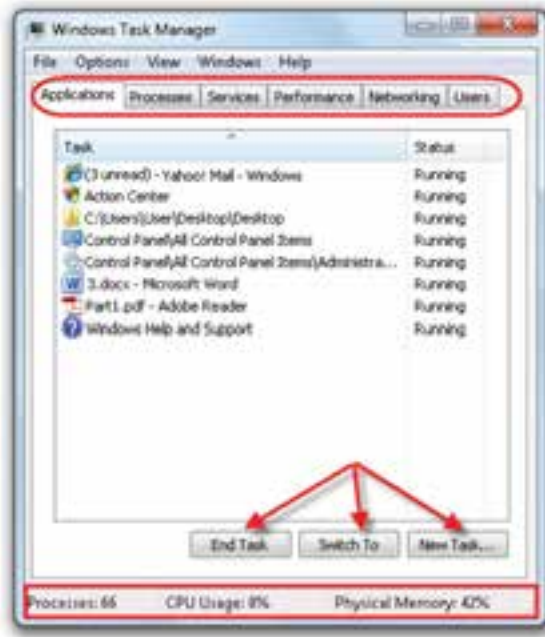 Windows Task Manager
File Options View Windows Help
Applications Processes Services Performance Networking Users
Task Status
(3 unread) - Yahoo! Mail - Windows Running
Action Center Running
C:\Users\User\Desktop\Desktop Running
Control Panel\All Control Panel Items Running
Control Panel\All Control Panel Items\Administra... Running
3.docx - Microsoft Word Running
Part1.pdf - Adobe Reader Running
Windows Help and Support Running
End Task Switch To New Task...
Processes: 66 CPU Usage: 8% Physical Memory: 42%